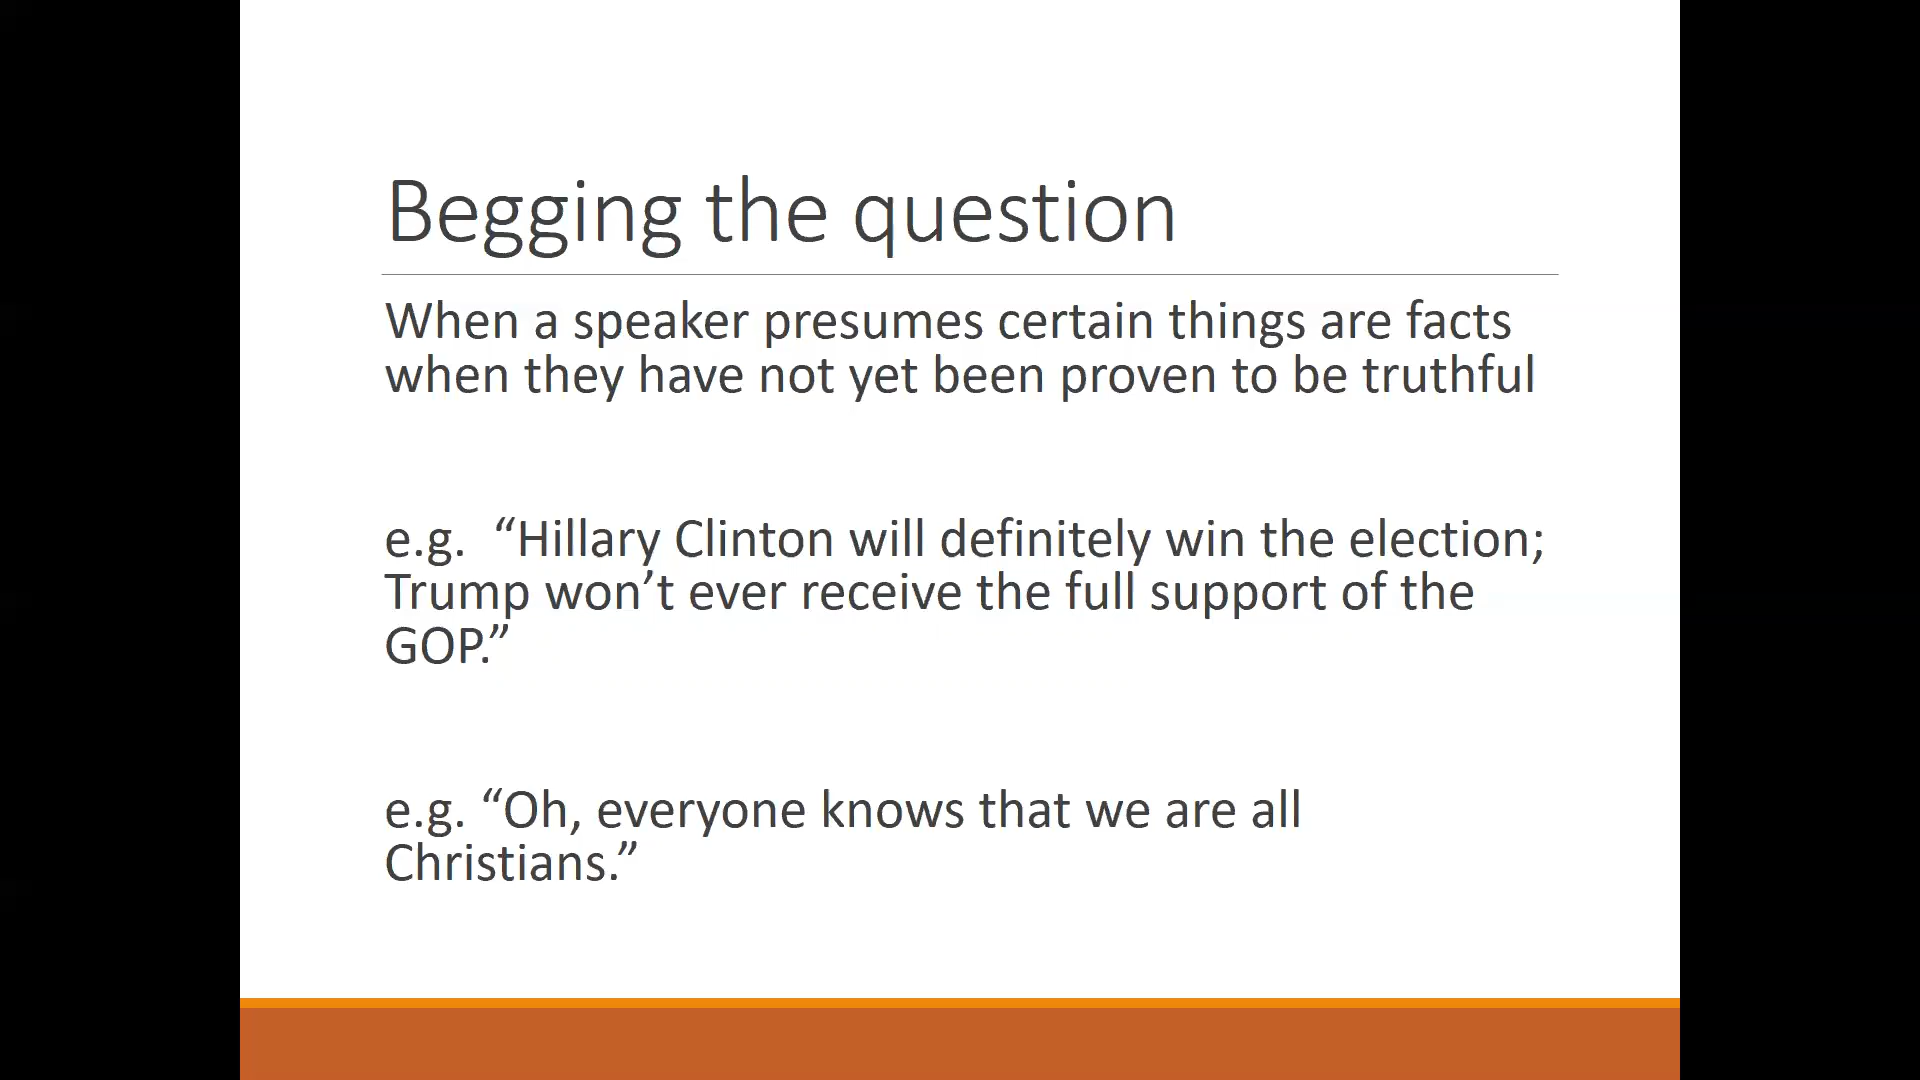 Begging the question
When a speaker presumes certain things are facts
when they have not yet been proven to be truthful
e.g.  “Hillary Clinton will definitely win the election;
Trump won’t ever receive the full support of the
GOP.”
e.g. “Oh, everyone knows that we are all
Christians.”